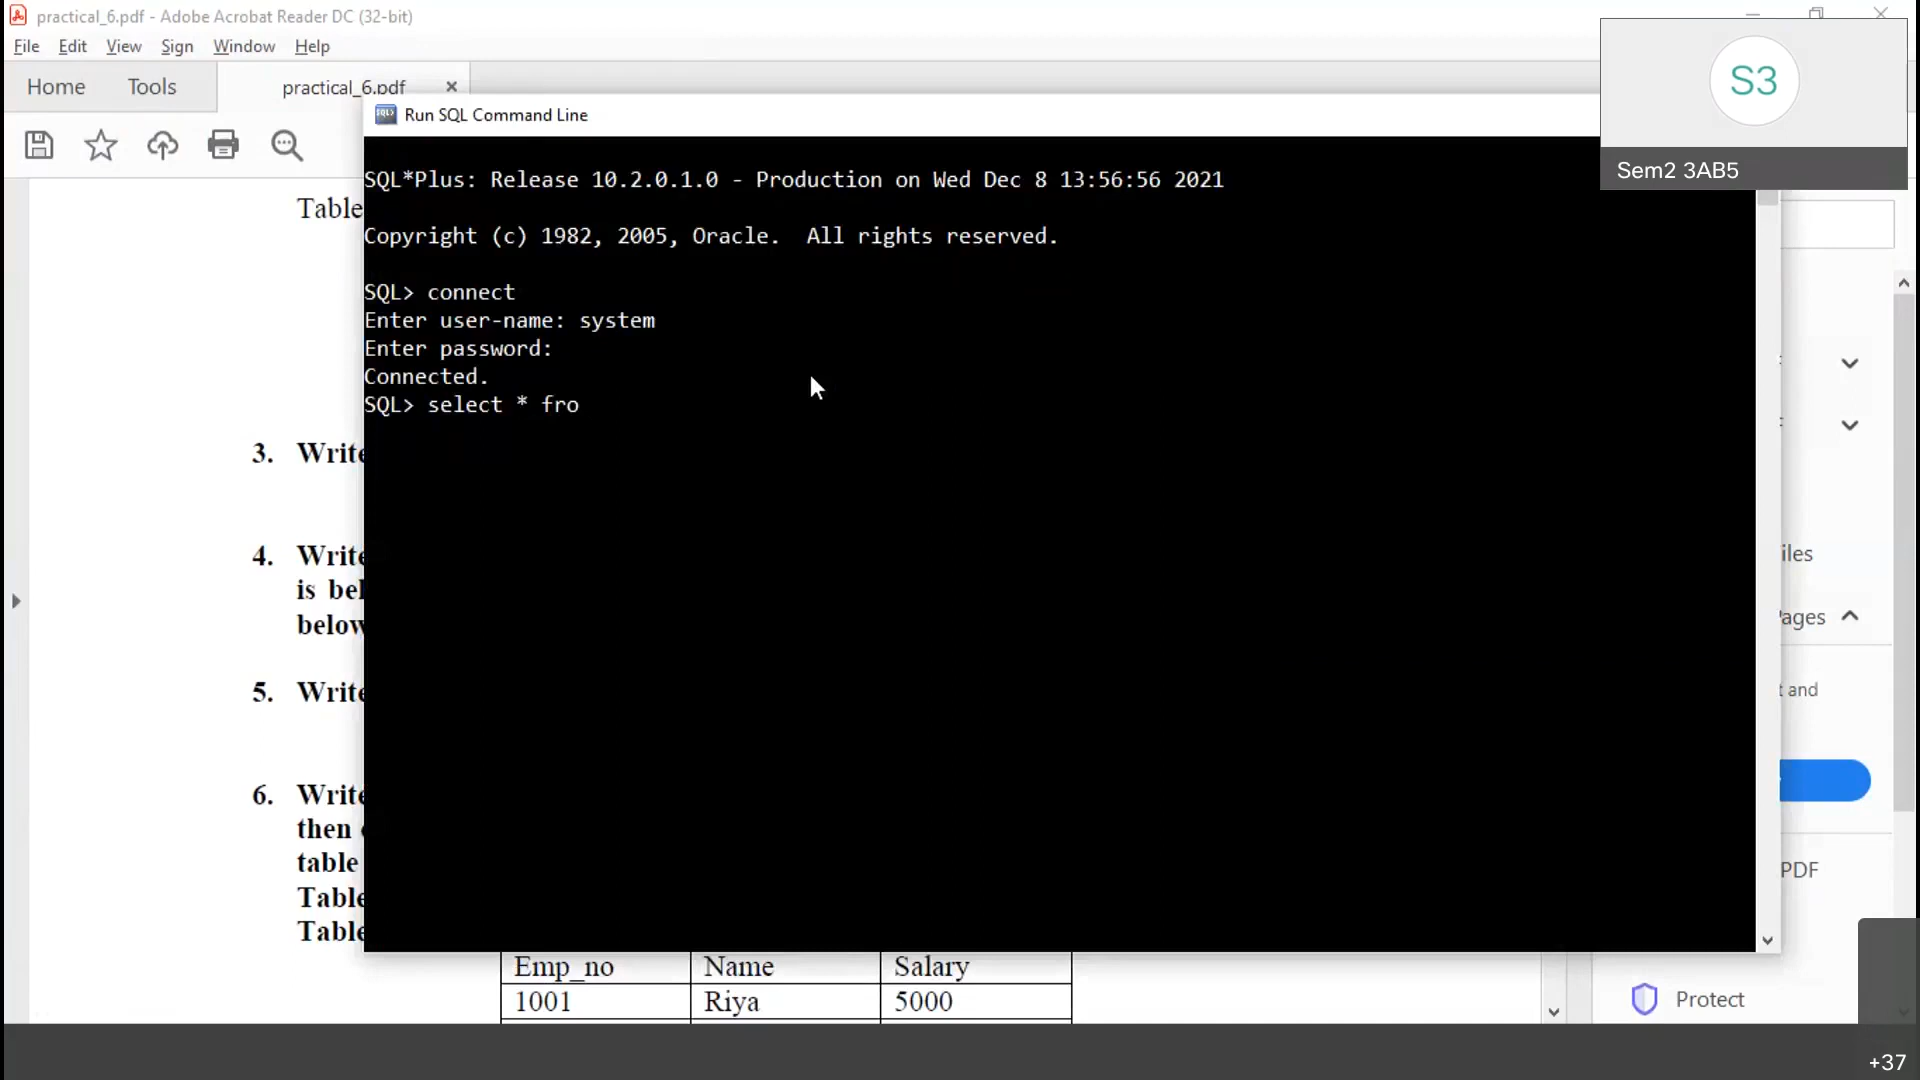 practical_6.pdf - Adobe Acrobat Reader DC (32-bit)
File Edit View Sign Window Help
Home Tools practical_6.pdf
Run SQL Command Line
S3
Sem2 3AB5
SQL*Plus: Release 10.2.0.1.0 - Production on Wed Dec 8 13:56:56 2021
Copyright (c) 1982, 2005, Oracle.  All rights reserved.
SQL> connect
Enter user-name: system
Enter password:
Connected.
SQL> select * fro
Table
3. Write
4. Write
is bel
below
5. Write
6. Write
then
table
Table
Table
Emp_no Name Salary
1001 Riya 5000
iles
ages
t and
PDF
Protect
+37